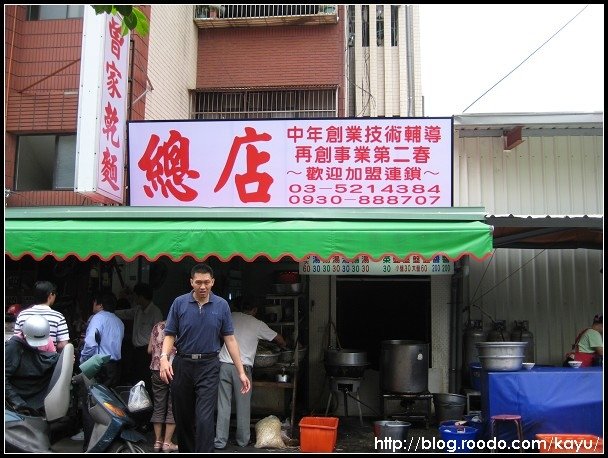 曾家乾麵
總店
中年創業技術輔導
再創事業第二春
～歡迎加盟連鎖～
03-5214384
0930-888707
http://blog.roodo.com/kayu/